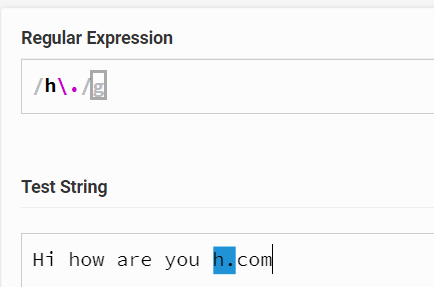 Regular Expression
/h\./g
Test String
Hi how are you h.com